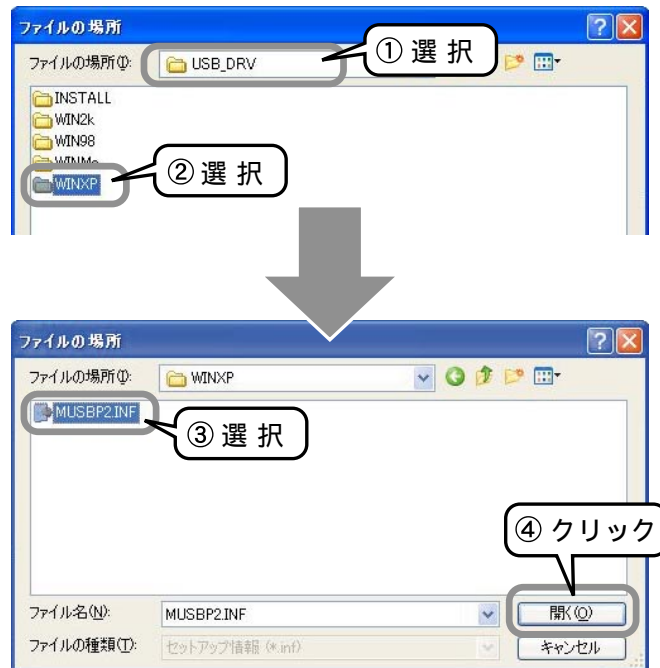 ファイルの場所
ファイルの場所(I):
USB_DRV
① 選 択
INSTALL
WIN2k
WIN98
WINMe
WINXP
② 選 択
ファイルの場所
ファイルの場所(I):
WINXP
MUSBP2.INF
③ 選 択
④ クリック
ファイル名(N):
MUSBP2.INF
開く(O)
ファイルの種類(T):
セットアップ情報 (*.inf)
キャンセル